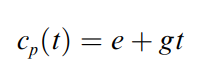 c_p(t) = e + gt